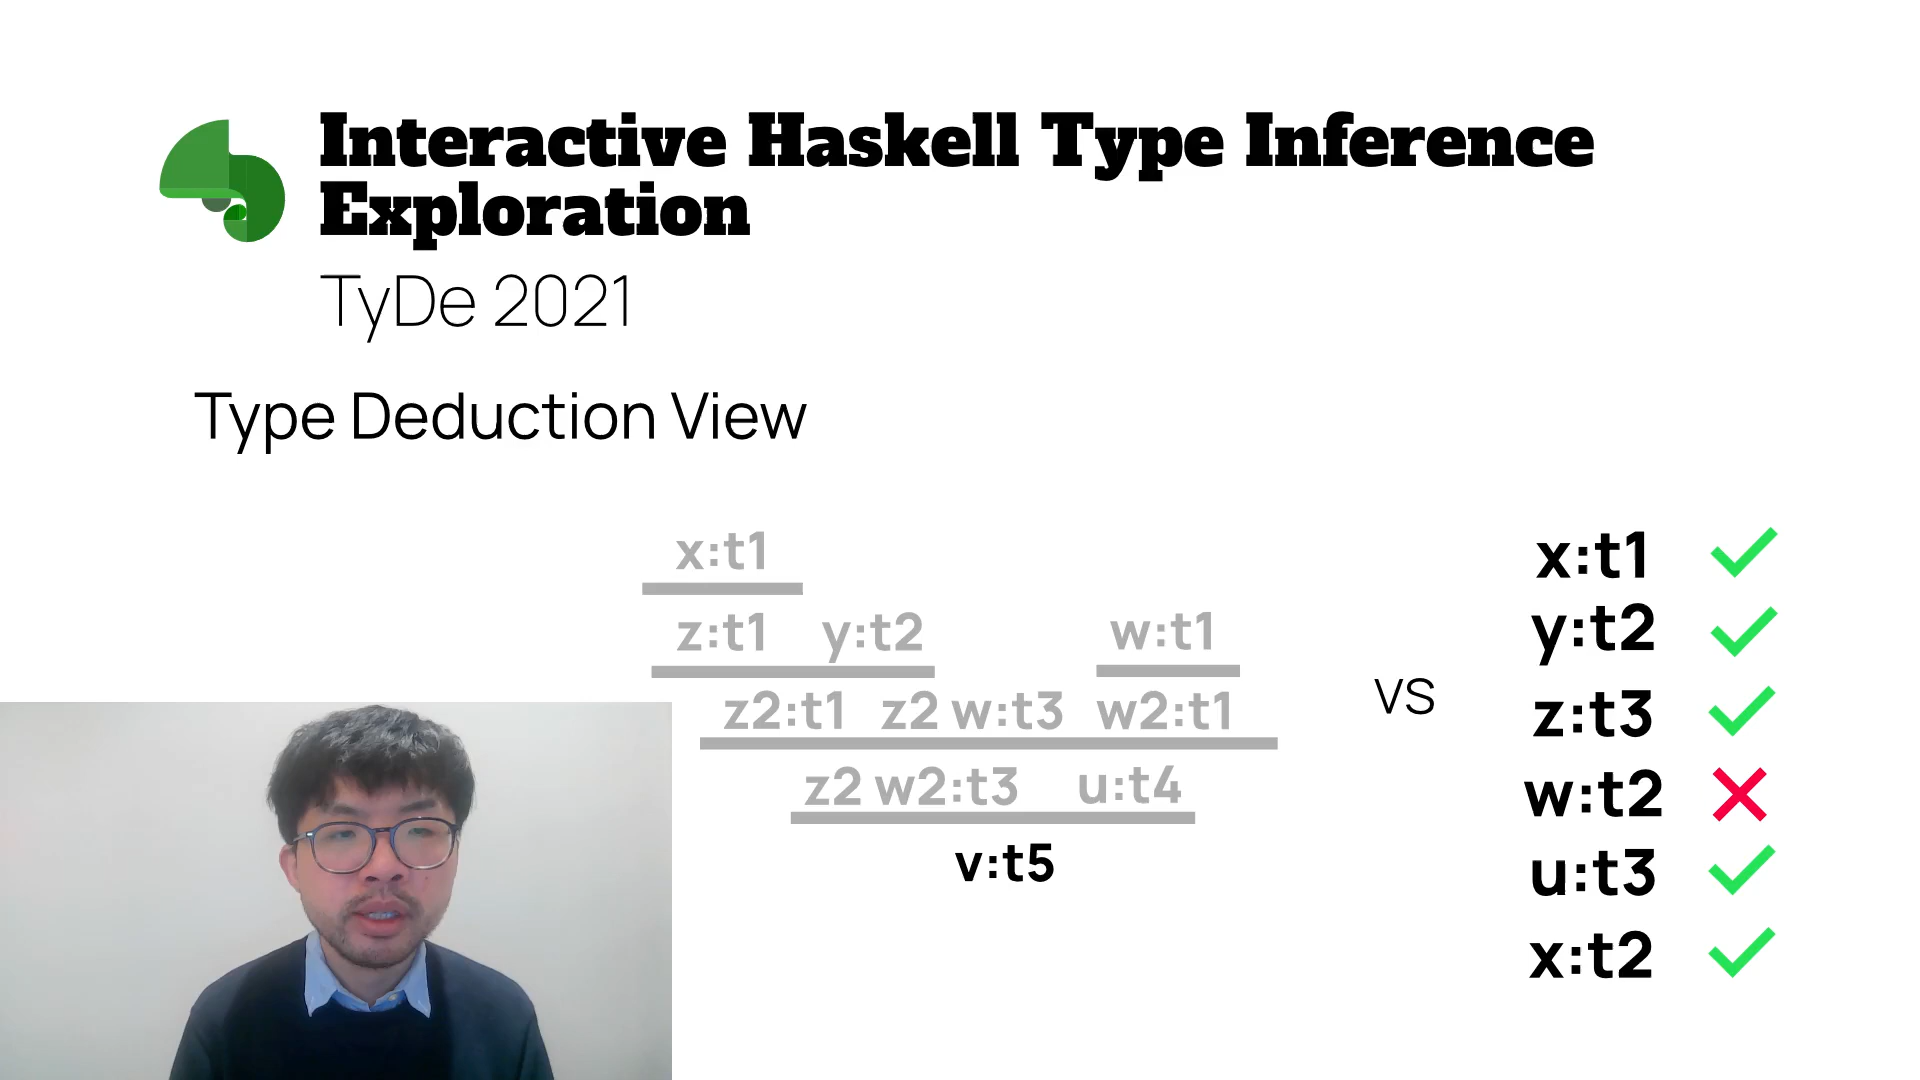 Interactive Haskell Type Inference
Exploration
TyDe 2021
Type Deduction View
x:t1
z:t1 y:t2 w:t1
z2:t1 z2 w:t3 w2:t1
z2 w2:t3 u:t4
v:t5
vs
x:t1
y:t2
z:t3
w:t2
u:t3
x:t2